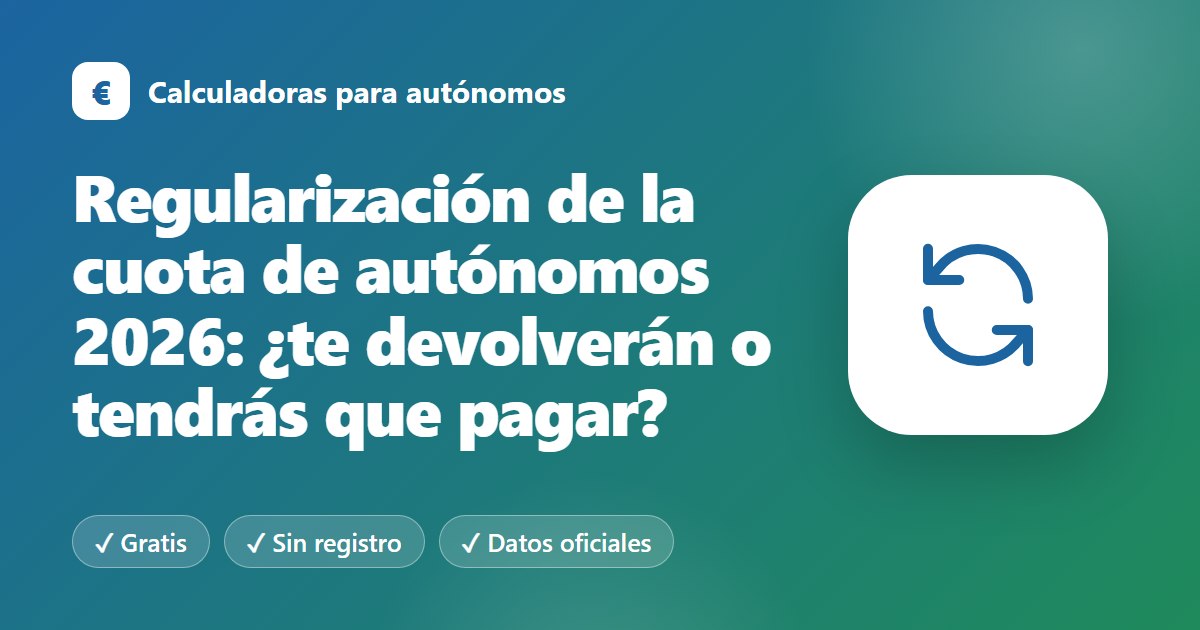 €
Calculadoras para autónomos
Regularización de la
cuota de autónomos
2026: ¿te devolverán o
tendrás que pagar?
✓ Gratis
✓ Sin registro
✓ Datos oficiales